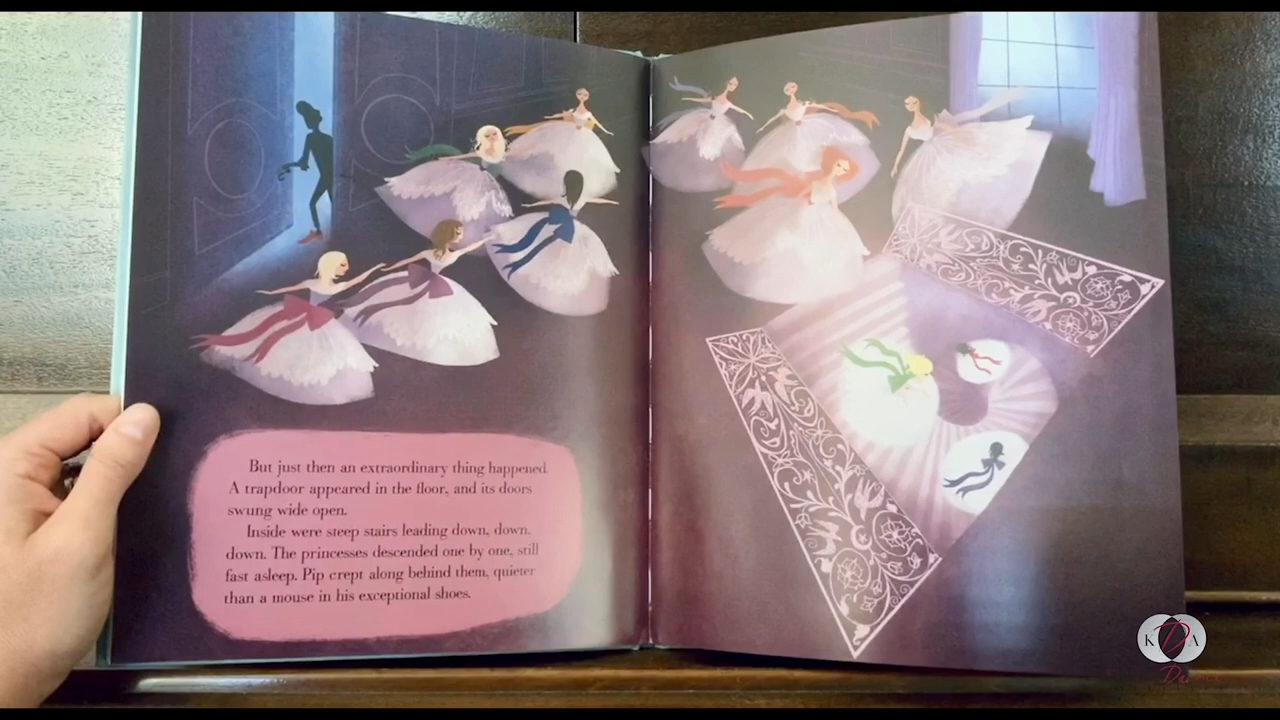 But just then an extraordinary thing happened.
A trapdoor appeared in the floor, and its doors
swung wide open.
Inside were steep stairs leading down, down,
down. The princesses descended one by one, still
fast asleep. Pip crept along behind them, quieter
than a mouse in his exceptional shoes.
K D A